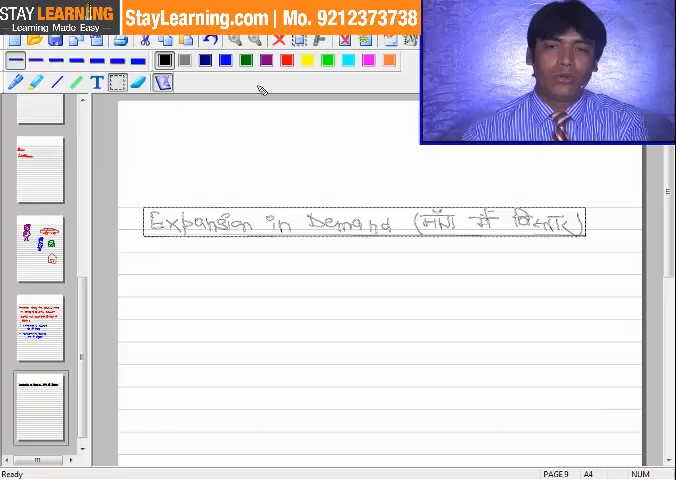 STAY LEARNING
Learning Made Easy
StayLearning.com | Mo. 9212373738
T
Expansion in Demand (माँग में विस्तार)
Ready
PAGE 9
A4
NUM